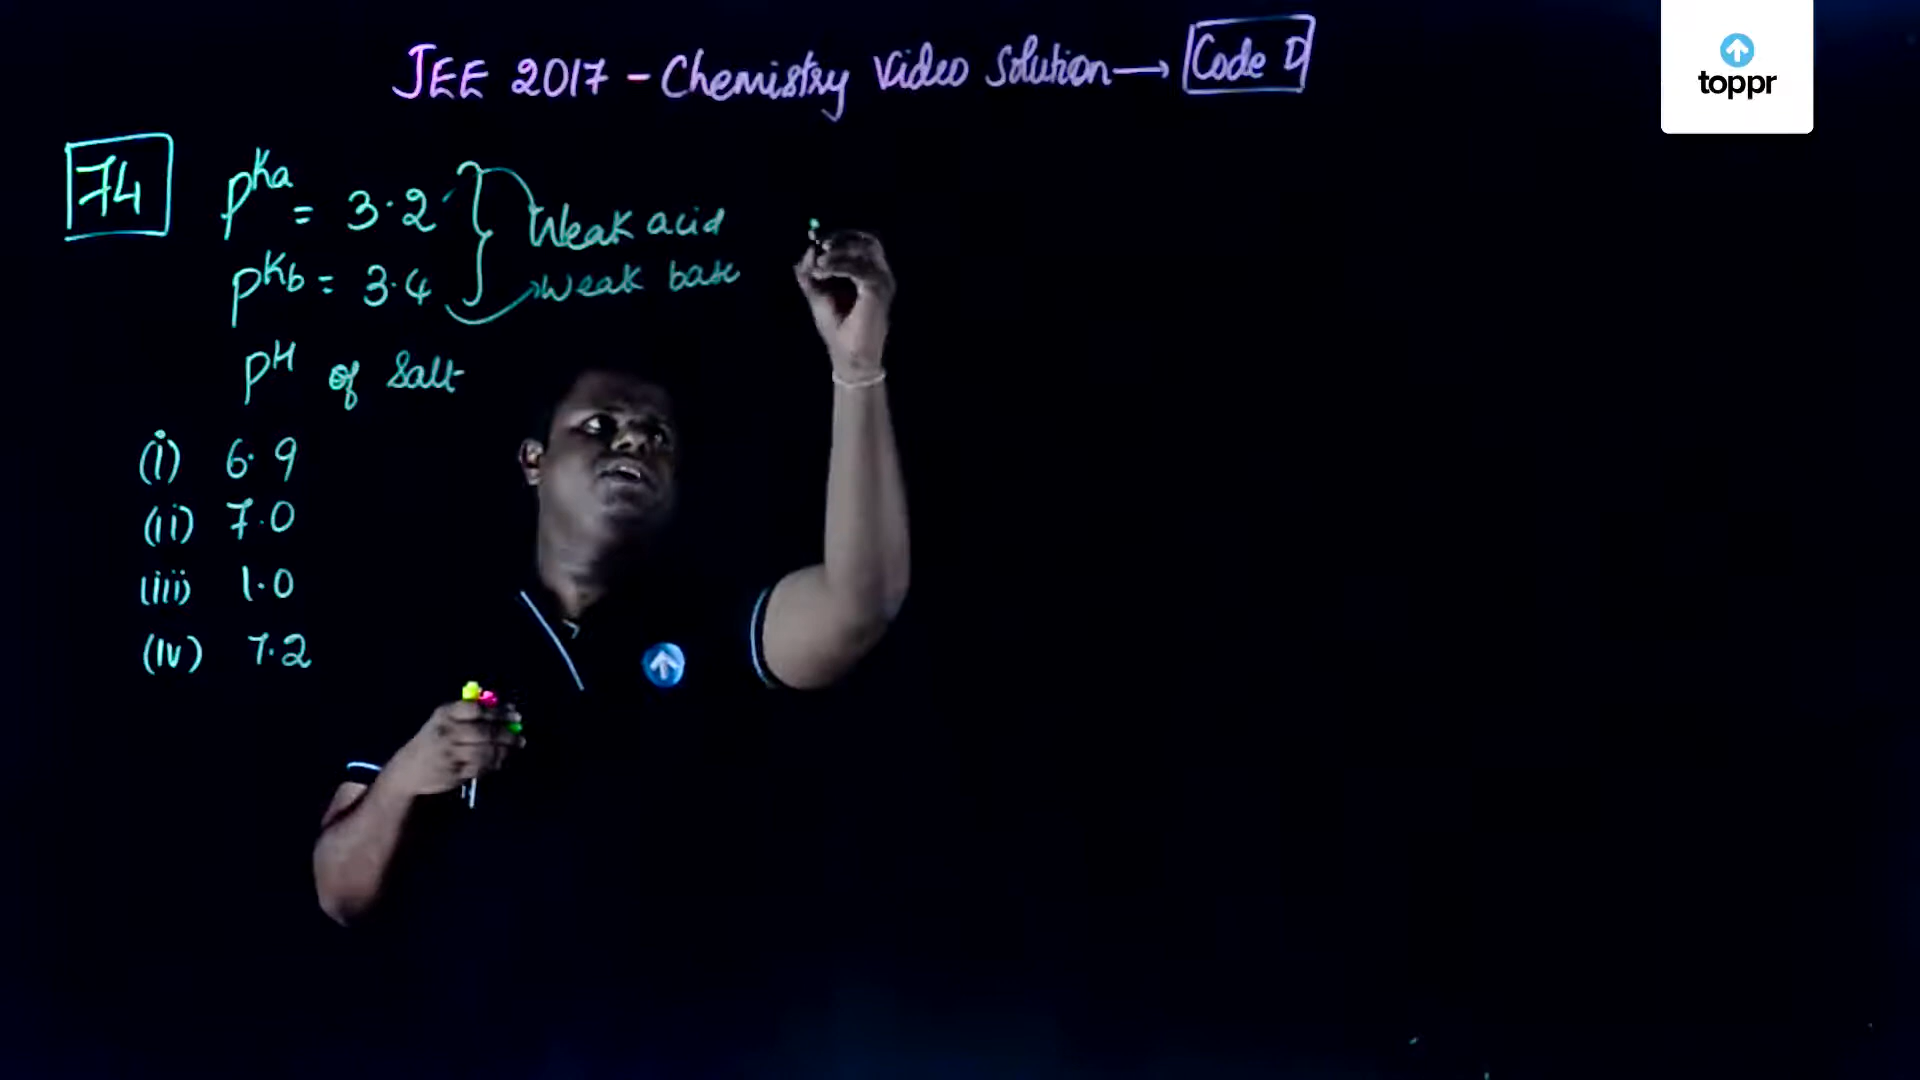 JEE 2017 - Chemistry Video Solution → Code D
toppr
74
pKa = 3.2
Weak acid
pKb = 3.4
Weak base
pH of Salt
(i) 6.9
(ii) 7.0
(iii) 1.0
(iv) 7.2